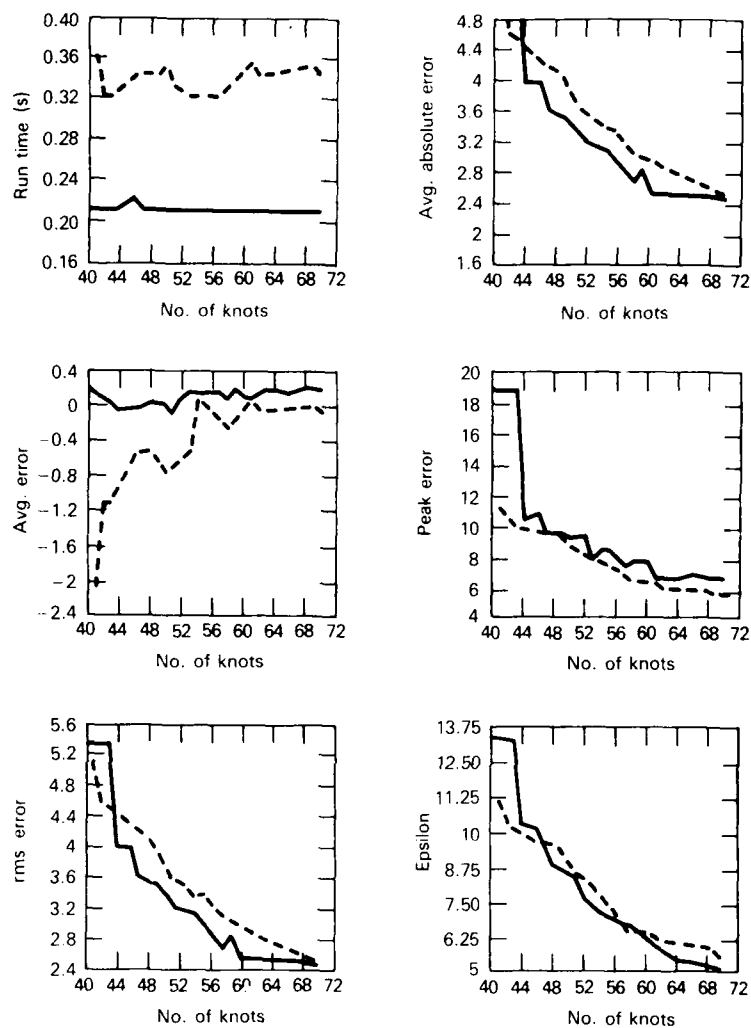 0.40
0.36
0.32
0.28
0.24
0.20
0.16
Run time (s)
40 44 48 52 56 60 64 68 72
No. of knots
4.8
4.4
4
3.6
3.2
2.8
2.4
2
1.6
Avg. absolute error
40 44 48 52 56 60 64 68 72
No. of knots
0.4
0
-0.4
-0.8
-1.2
-1.6
-2
-2.4
Avg. error
40 44 48 52 56 60 64 68 72
No. of knots
20
18
16
14
12
10
8
6
4
Peak error
40 44 48 52 56 60 64 68 72
No. of knots
5.6
5.2
4.8
4.4
4
3.6
3.2
2.8
2.4
rms error
40 44 48 52 56 60 64 68 72
No. of knots
13.75
12.50
11.25
10
8.75
7.50
6.25
5
Epsilon
40 44 48 52 56 60 64 68 72
No. of knots